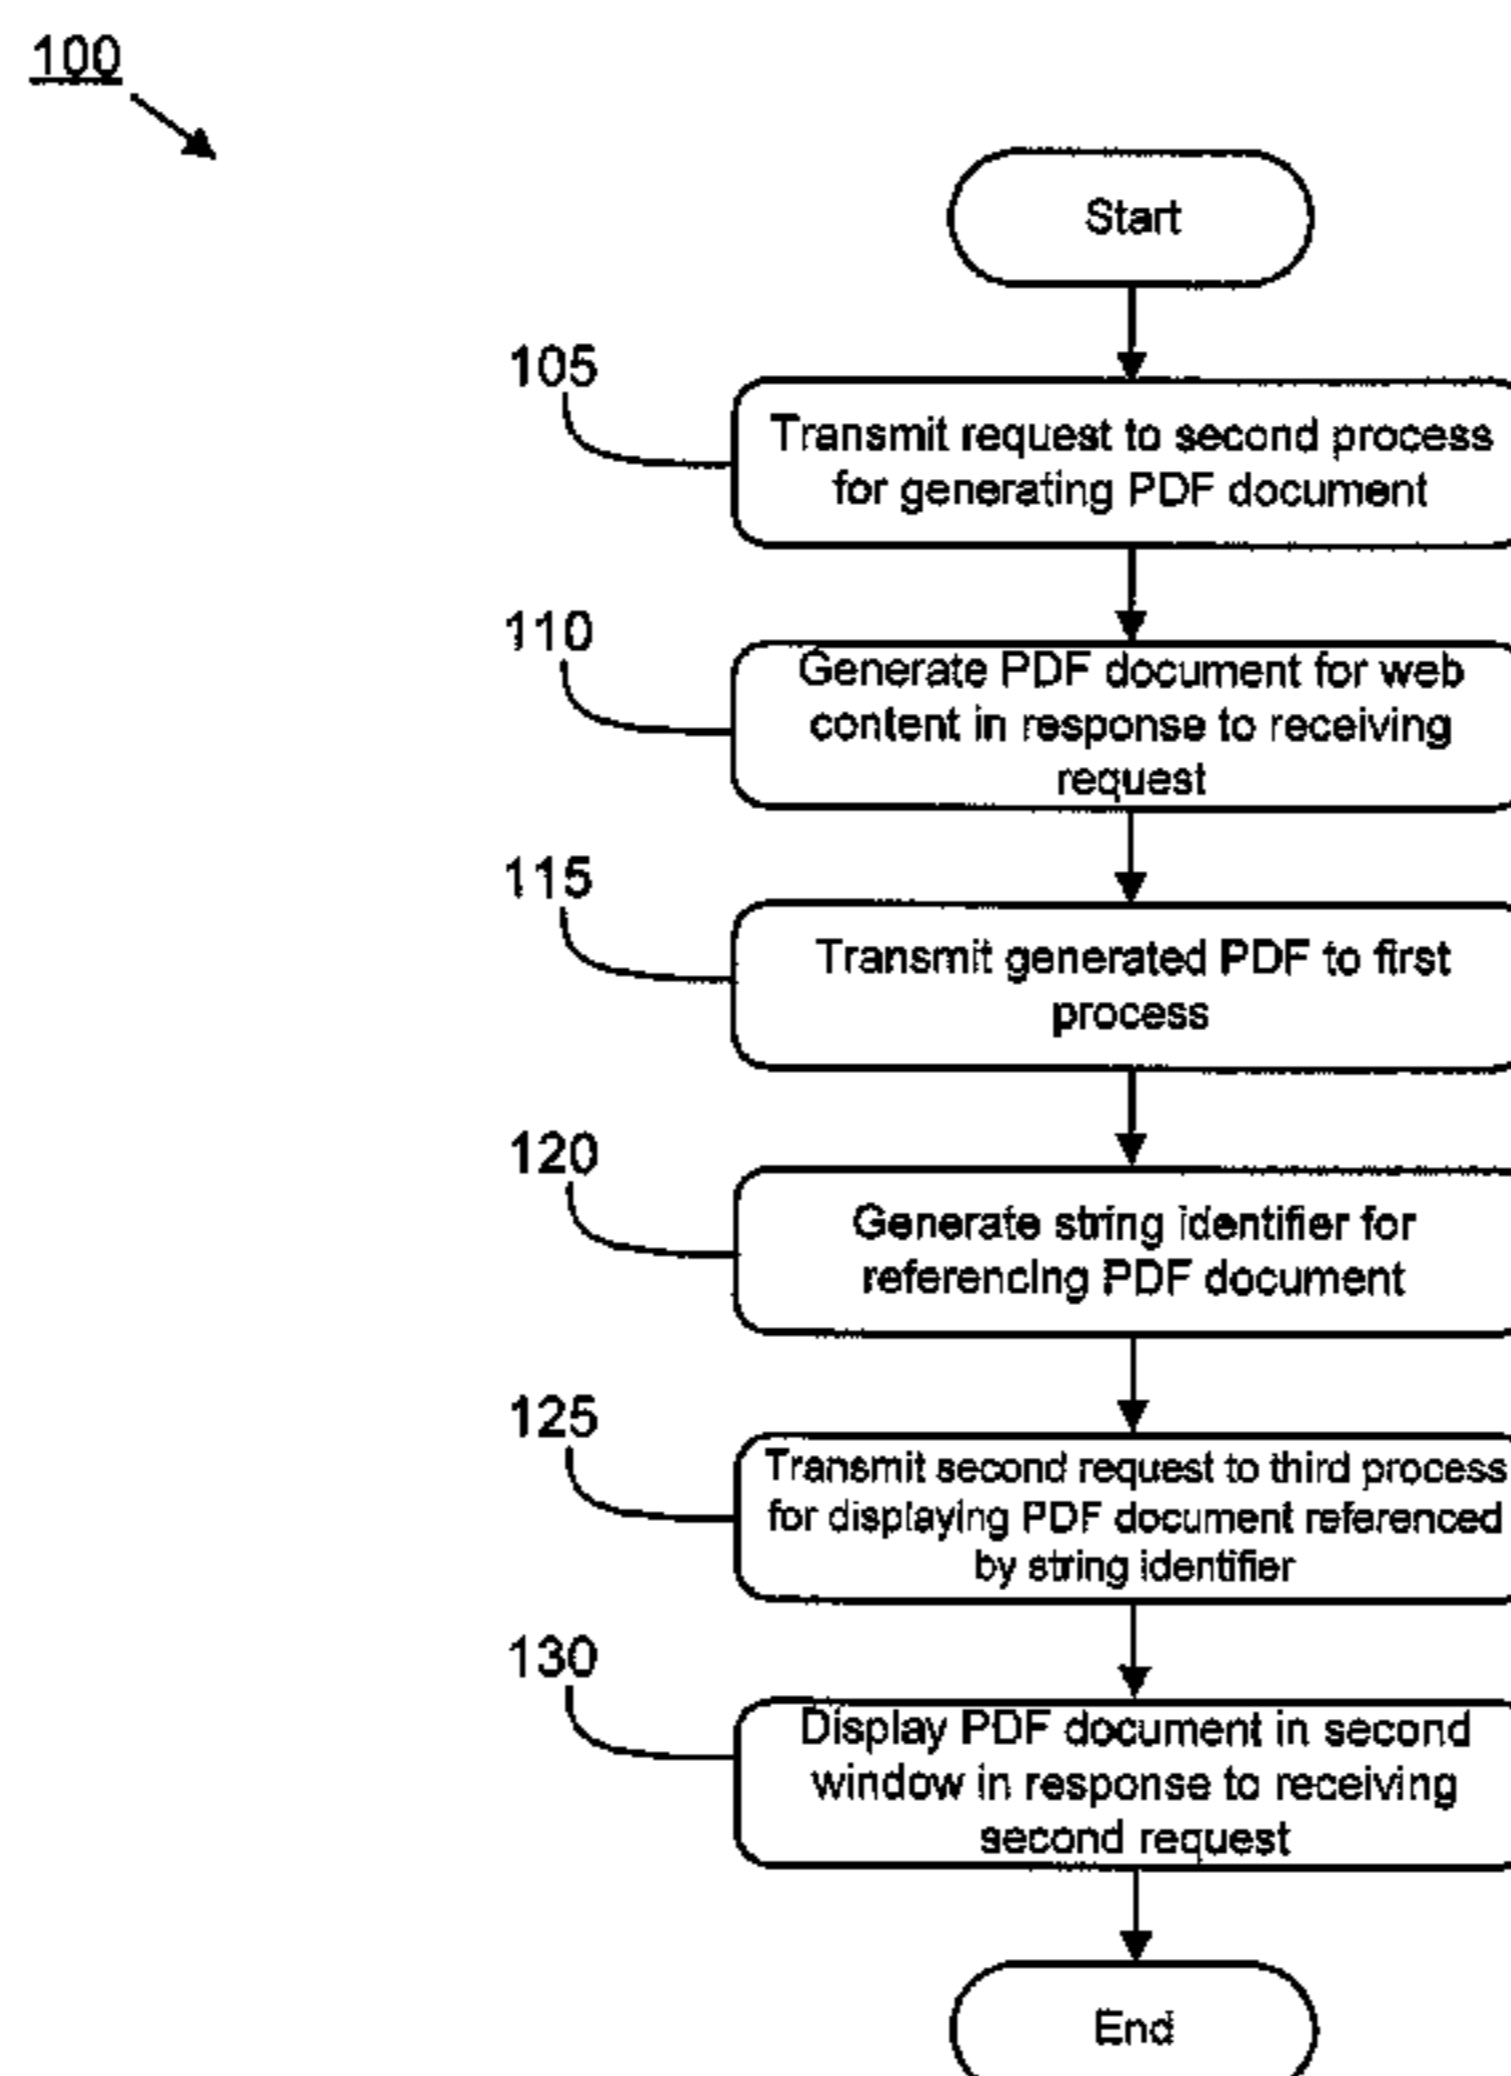 100
Start
105
Transmit request to second process
for generating PDF document
110
Generate PDF document for web
content in response to receiving
request
115
Transmit generated PDF to first
process
120
Generate string identifier for
referencing PDF document
125
Transmit second request to third process
for displaying PDF document referenced
by string identifier
130
Display PDF document in second
window in response to receiving
second request
End